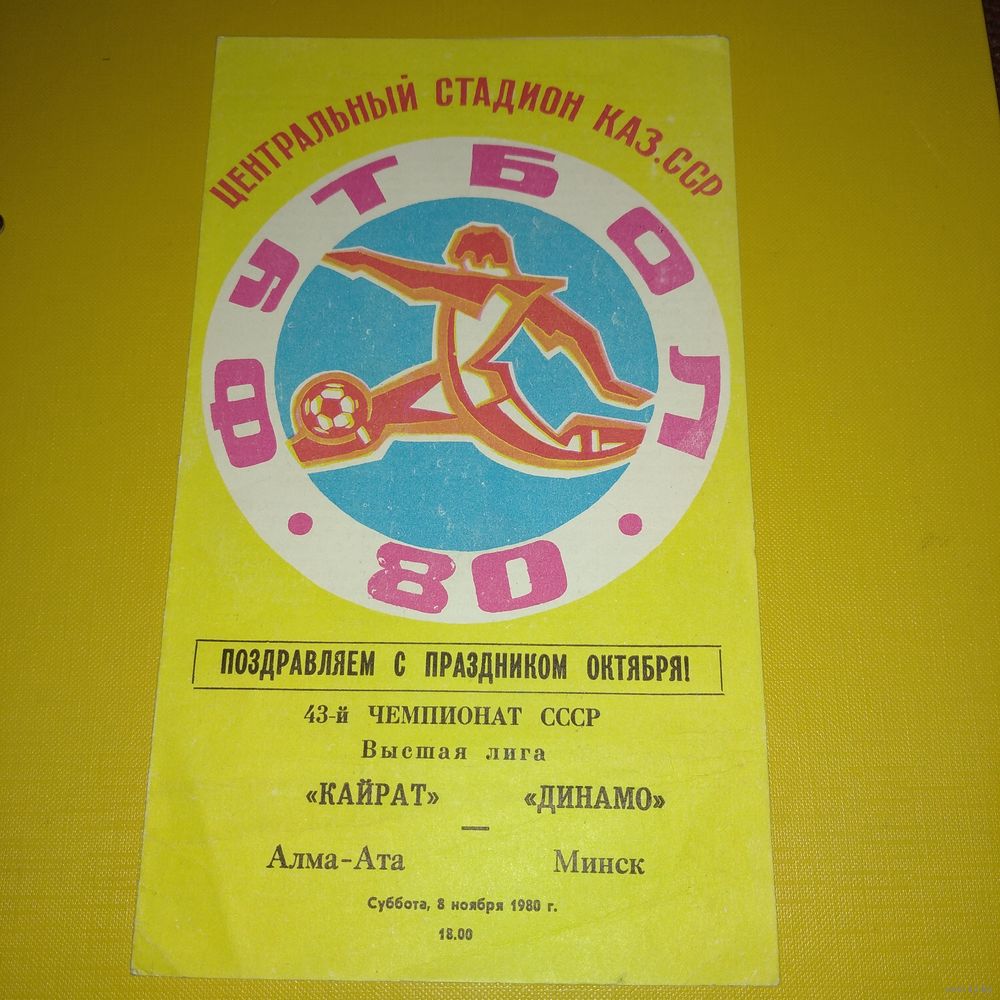 ЦЕНТРАЛЬНЫЙ СТАДИОН КАЗ.ССР
ФУТБОЛ
• 80 •
ПОЗДРАВЛЯЕМ С ПРАЗДНИКОМ ОКТЯБРЯ!
43-й ЧЕМПИОНАТ СССР
Высшая лига
«КАЙРАТ» — «ДИНАМО»
Алма-Ата Минск
Суббота, 8 ноября 1980 г.
18.00